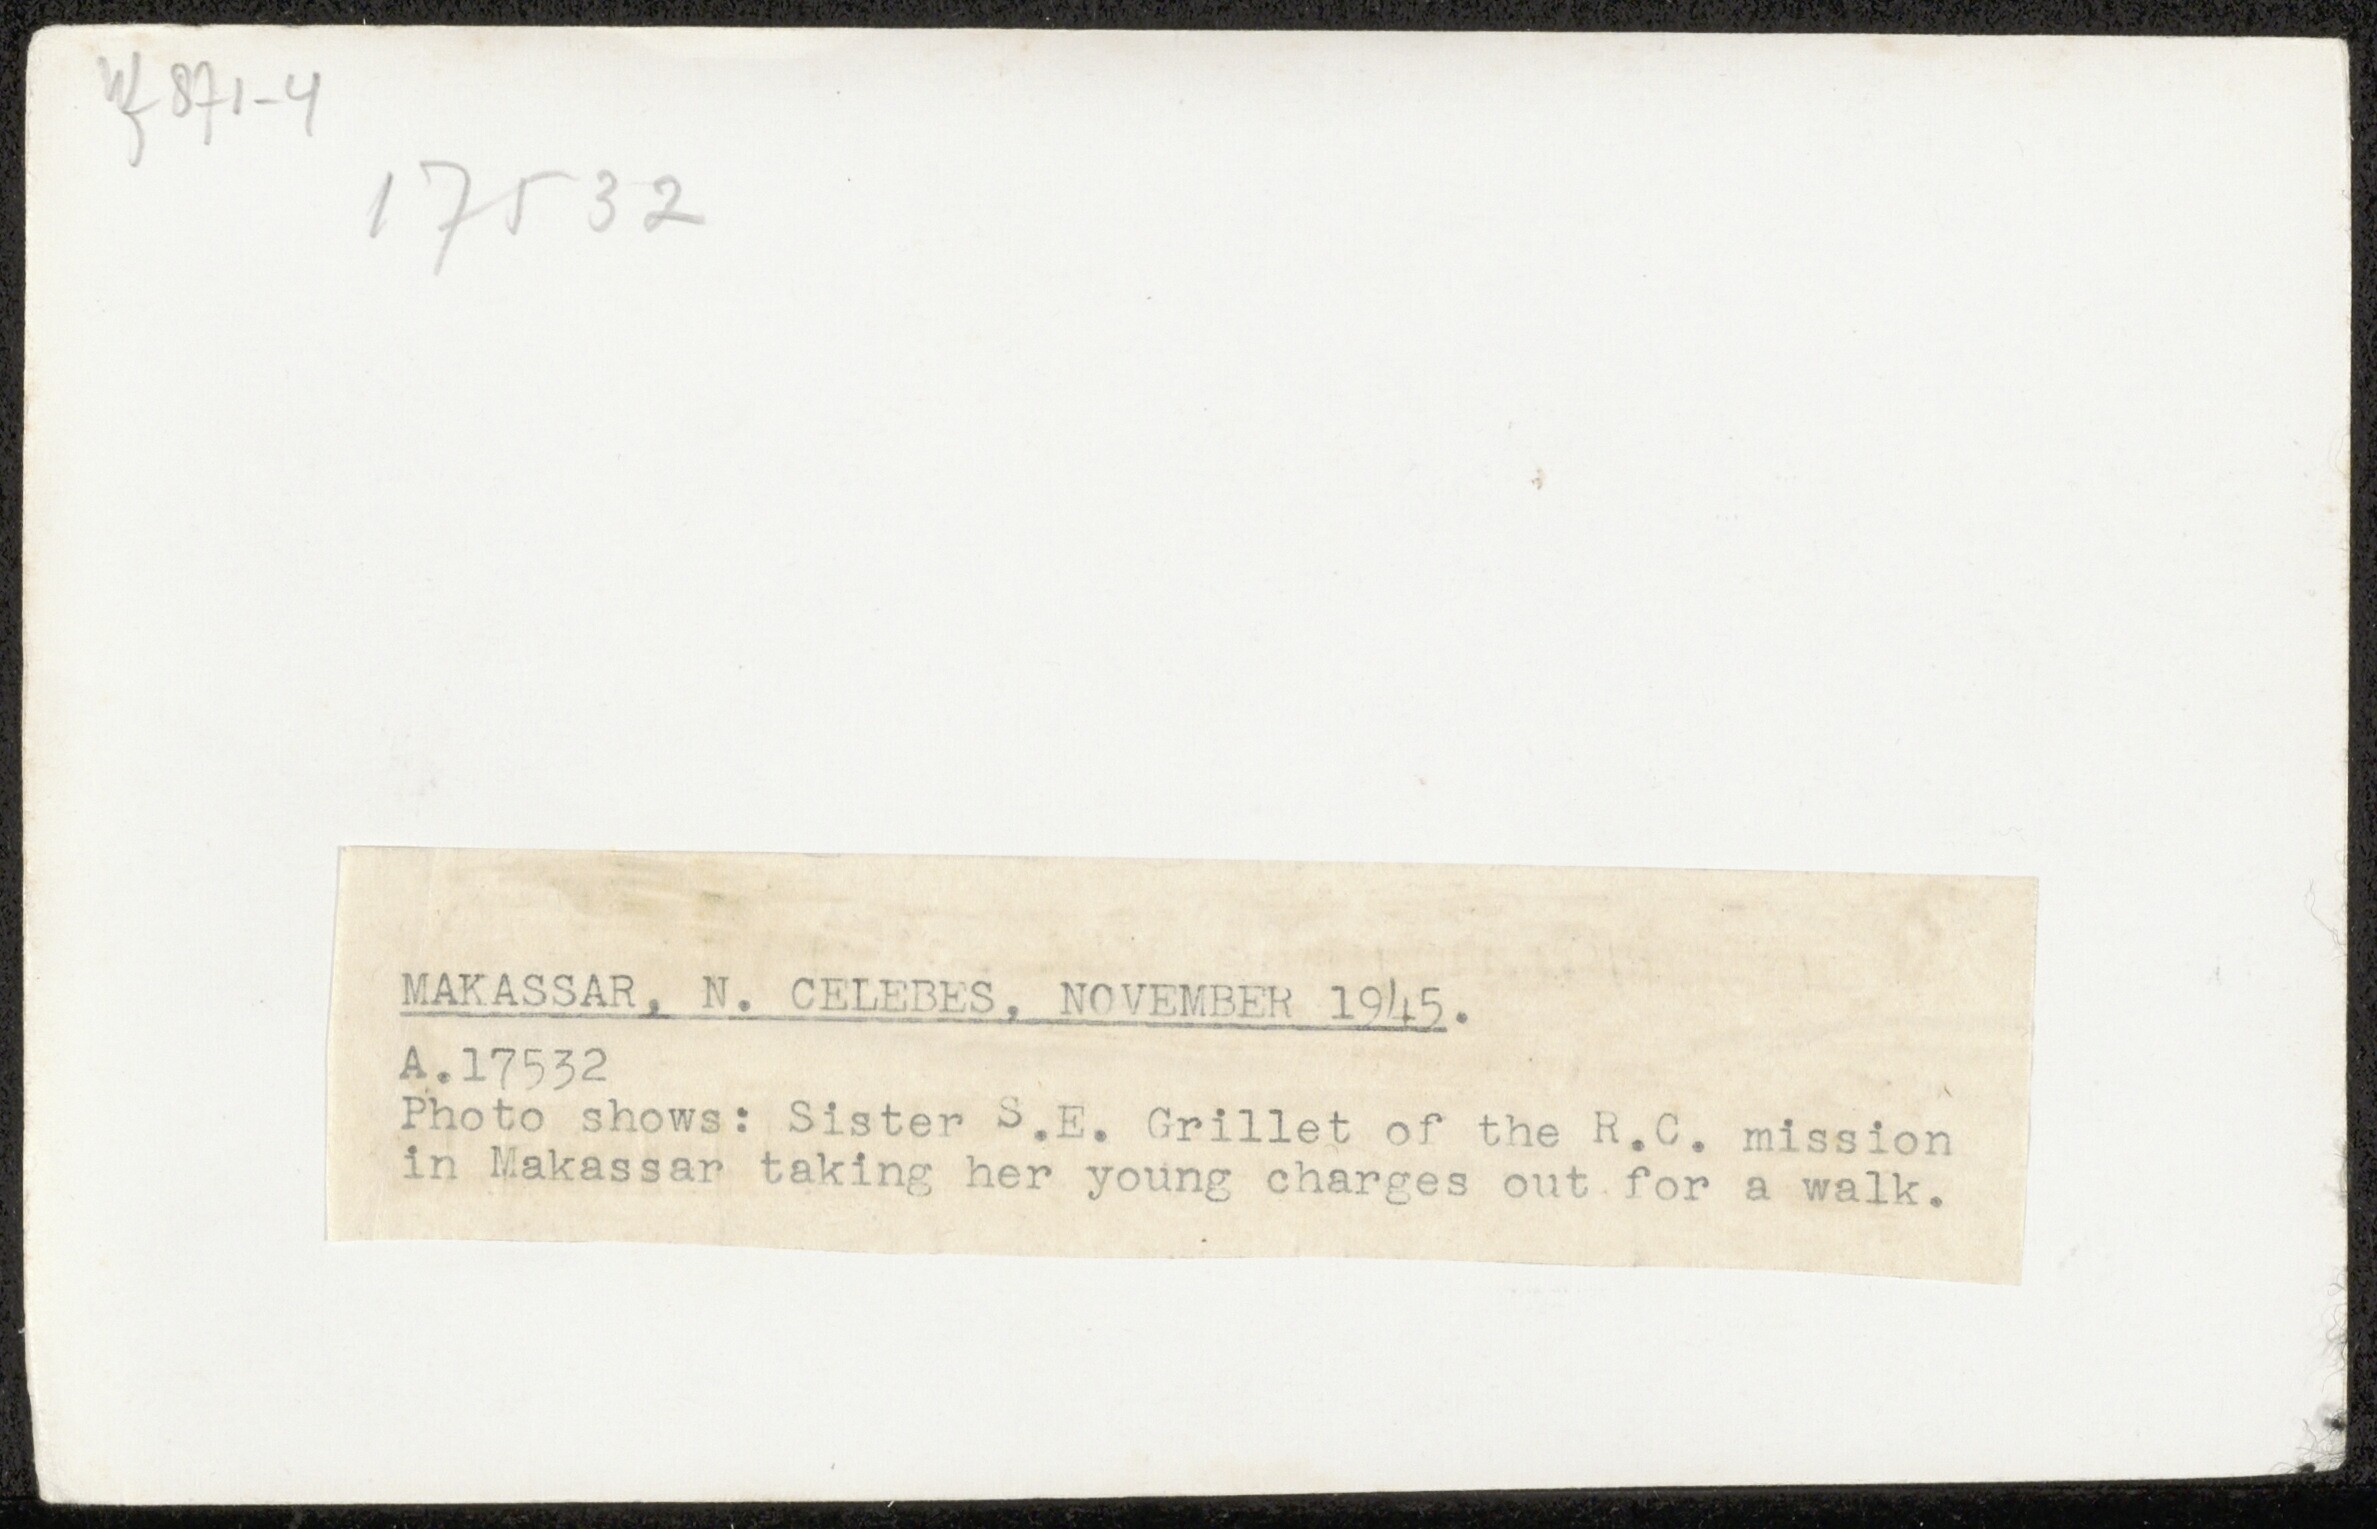 871-4
17532
MAKASSAR, N. CELEBES, NOVEMBER 1945.
A.17532
Photo shows: Sister S.E. Grillet of the R.C. mission
in Makassar taking her young charges out for a walk.